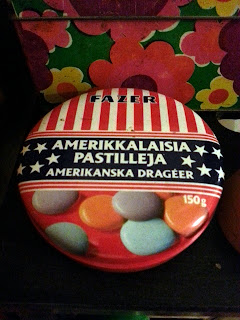 FAZER
AMERIKKALAISIA
PASTILLEJA
AMERIKANSKA DRAGÉER
150g